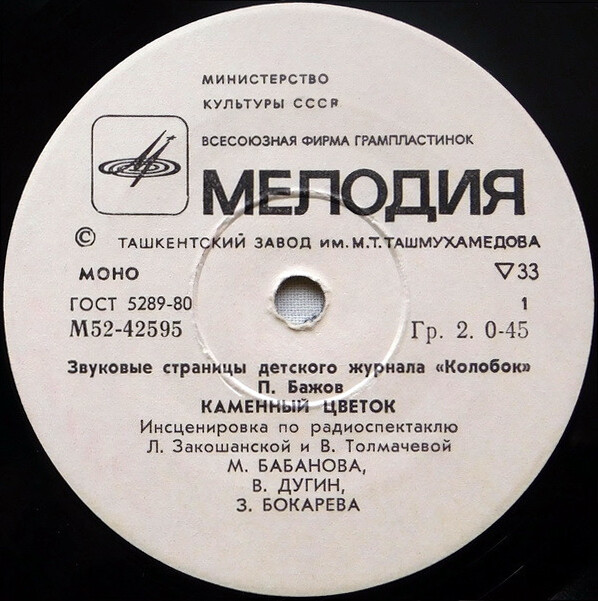 МИНИСТЕРСТВО
КУЛЬТУРЫ СССР
ВСЕСОЮЗНАЯ ФИРМА ГРАМПЛАСТИНОК
МЕЛОДИЯ
© ТАШКЕНТСКИЙ ЗАВОД ИМ. М.Т.ТАШМУХАМЕДОВА
МОНО ▽33
ГОСТ 5289-80 1
М52-42595 Гр. 2. 0-45
Звуковые страницы детского журнала «Колобок»
П. Бажов
КАМЕННЫЙ ЦВЕТОК
Инсценировка по радиоспектаклю
Л. Закошанской и В. Толмачевой
М. БАБАНОВА,
В. ДУГИН,
З. БОКАРЕВА